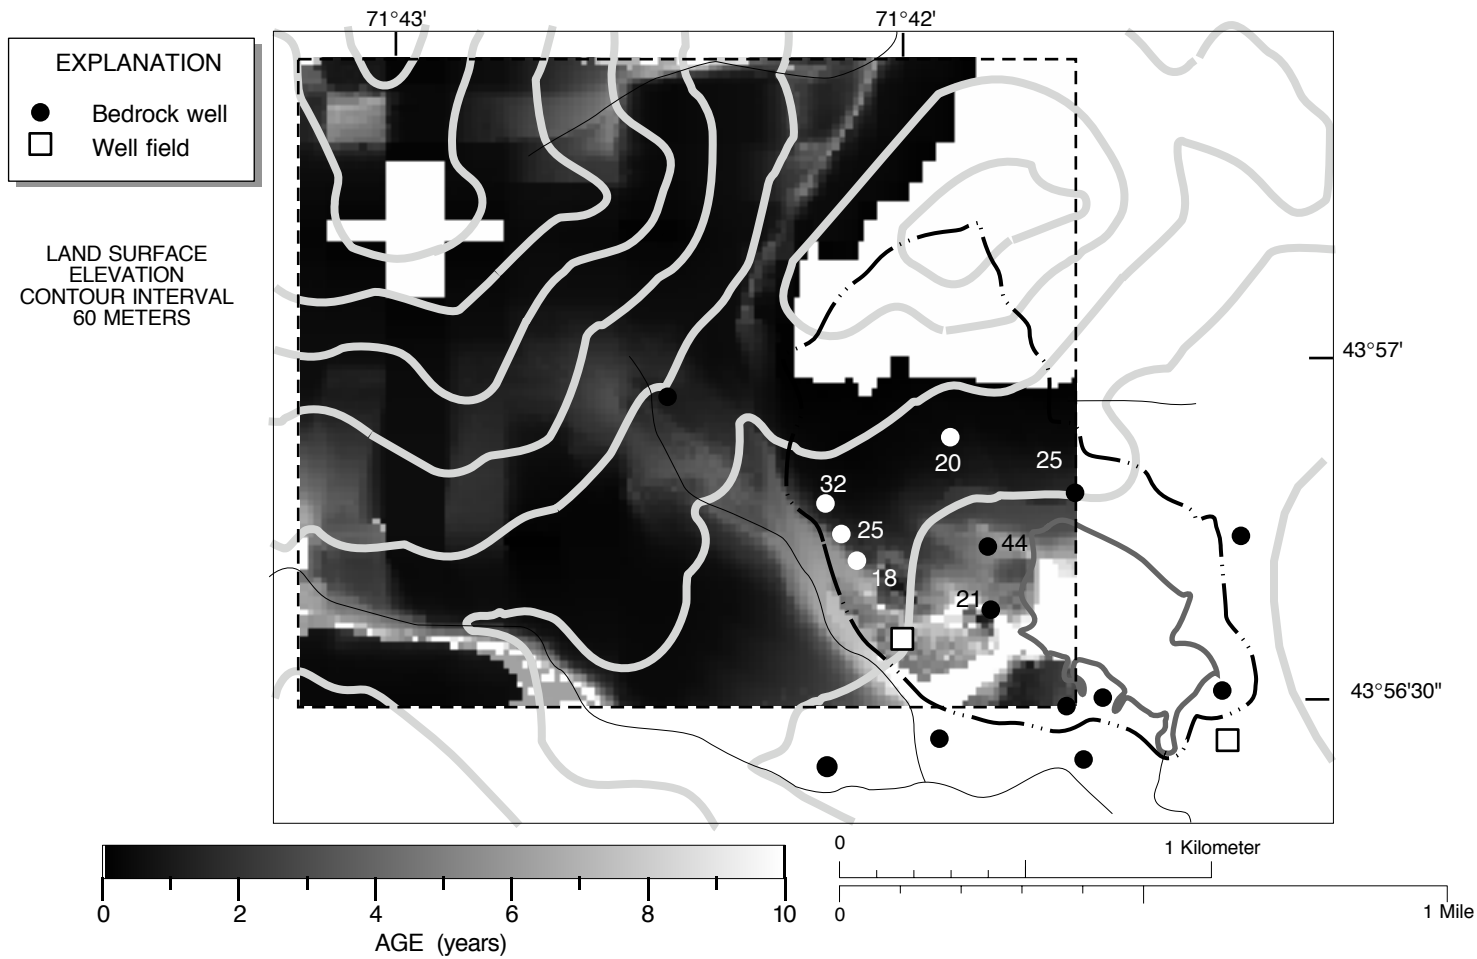 71°43'
71°42'
EXPLANATION
Bedrock well
Well field
LAND SURFACE
ELEVATION
CONTOUR INTERVAL
60 METERS
43°57'
20
25
32
25
44
18
21
43°56'30"
0
1 Kilometer
0 2 4 6 8 10
0
1 Mile
AGE (years)